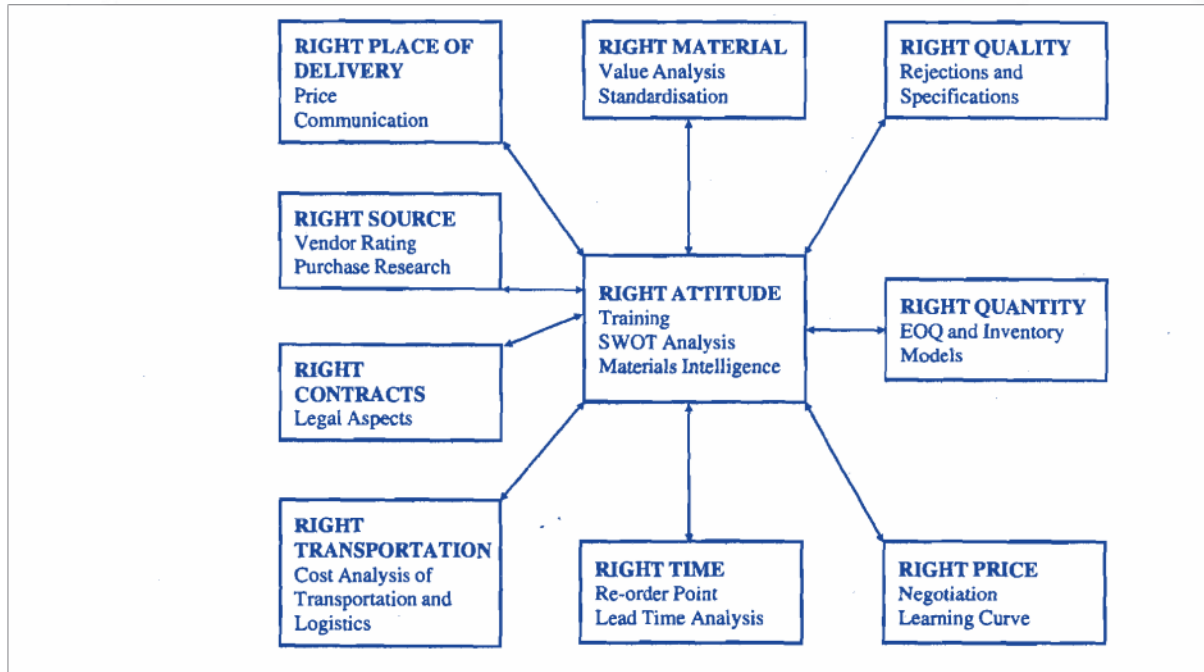 RIGHT PLACE OF
DELIVERY
Price
Communication
RIGHT MATERIAL
Value Analysis
Standardisation
RIGHT QUALITY
Rejections and
Specifications
RIGHT SOURCE
Vendor Rating
Purchase Research
RIGHT ATTITUDE
Training
SWOT Analysis
Materials Intelligence
RIGHT QUANTITY
EOQ and Inventory
Models
RIGHT
CONTRACTS
Legal Aspects
RIGHT
TRANSPORTATION
Cost Analysis of
Transportation and
Logistics
RIGHT TIME
Re-order Point
Lead Time Analysis
RIGHT PRICE
Negotiation
Learning Curve